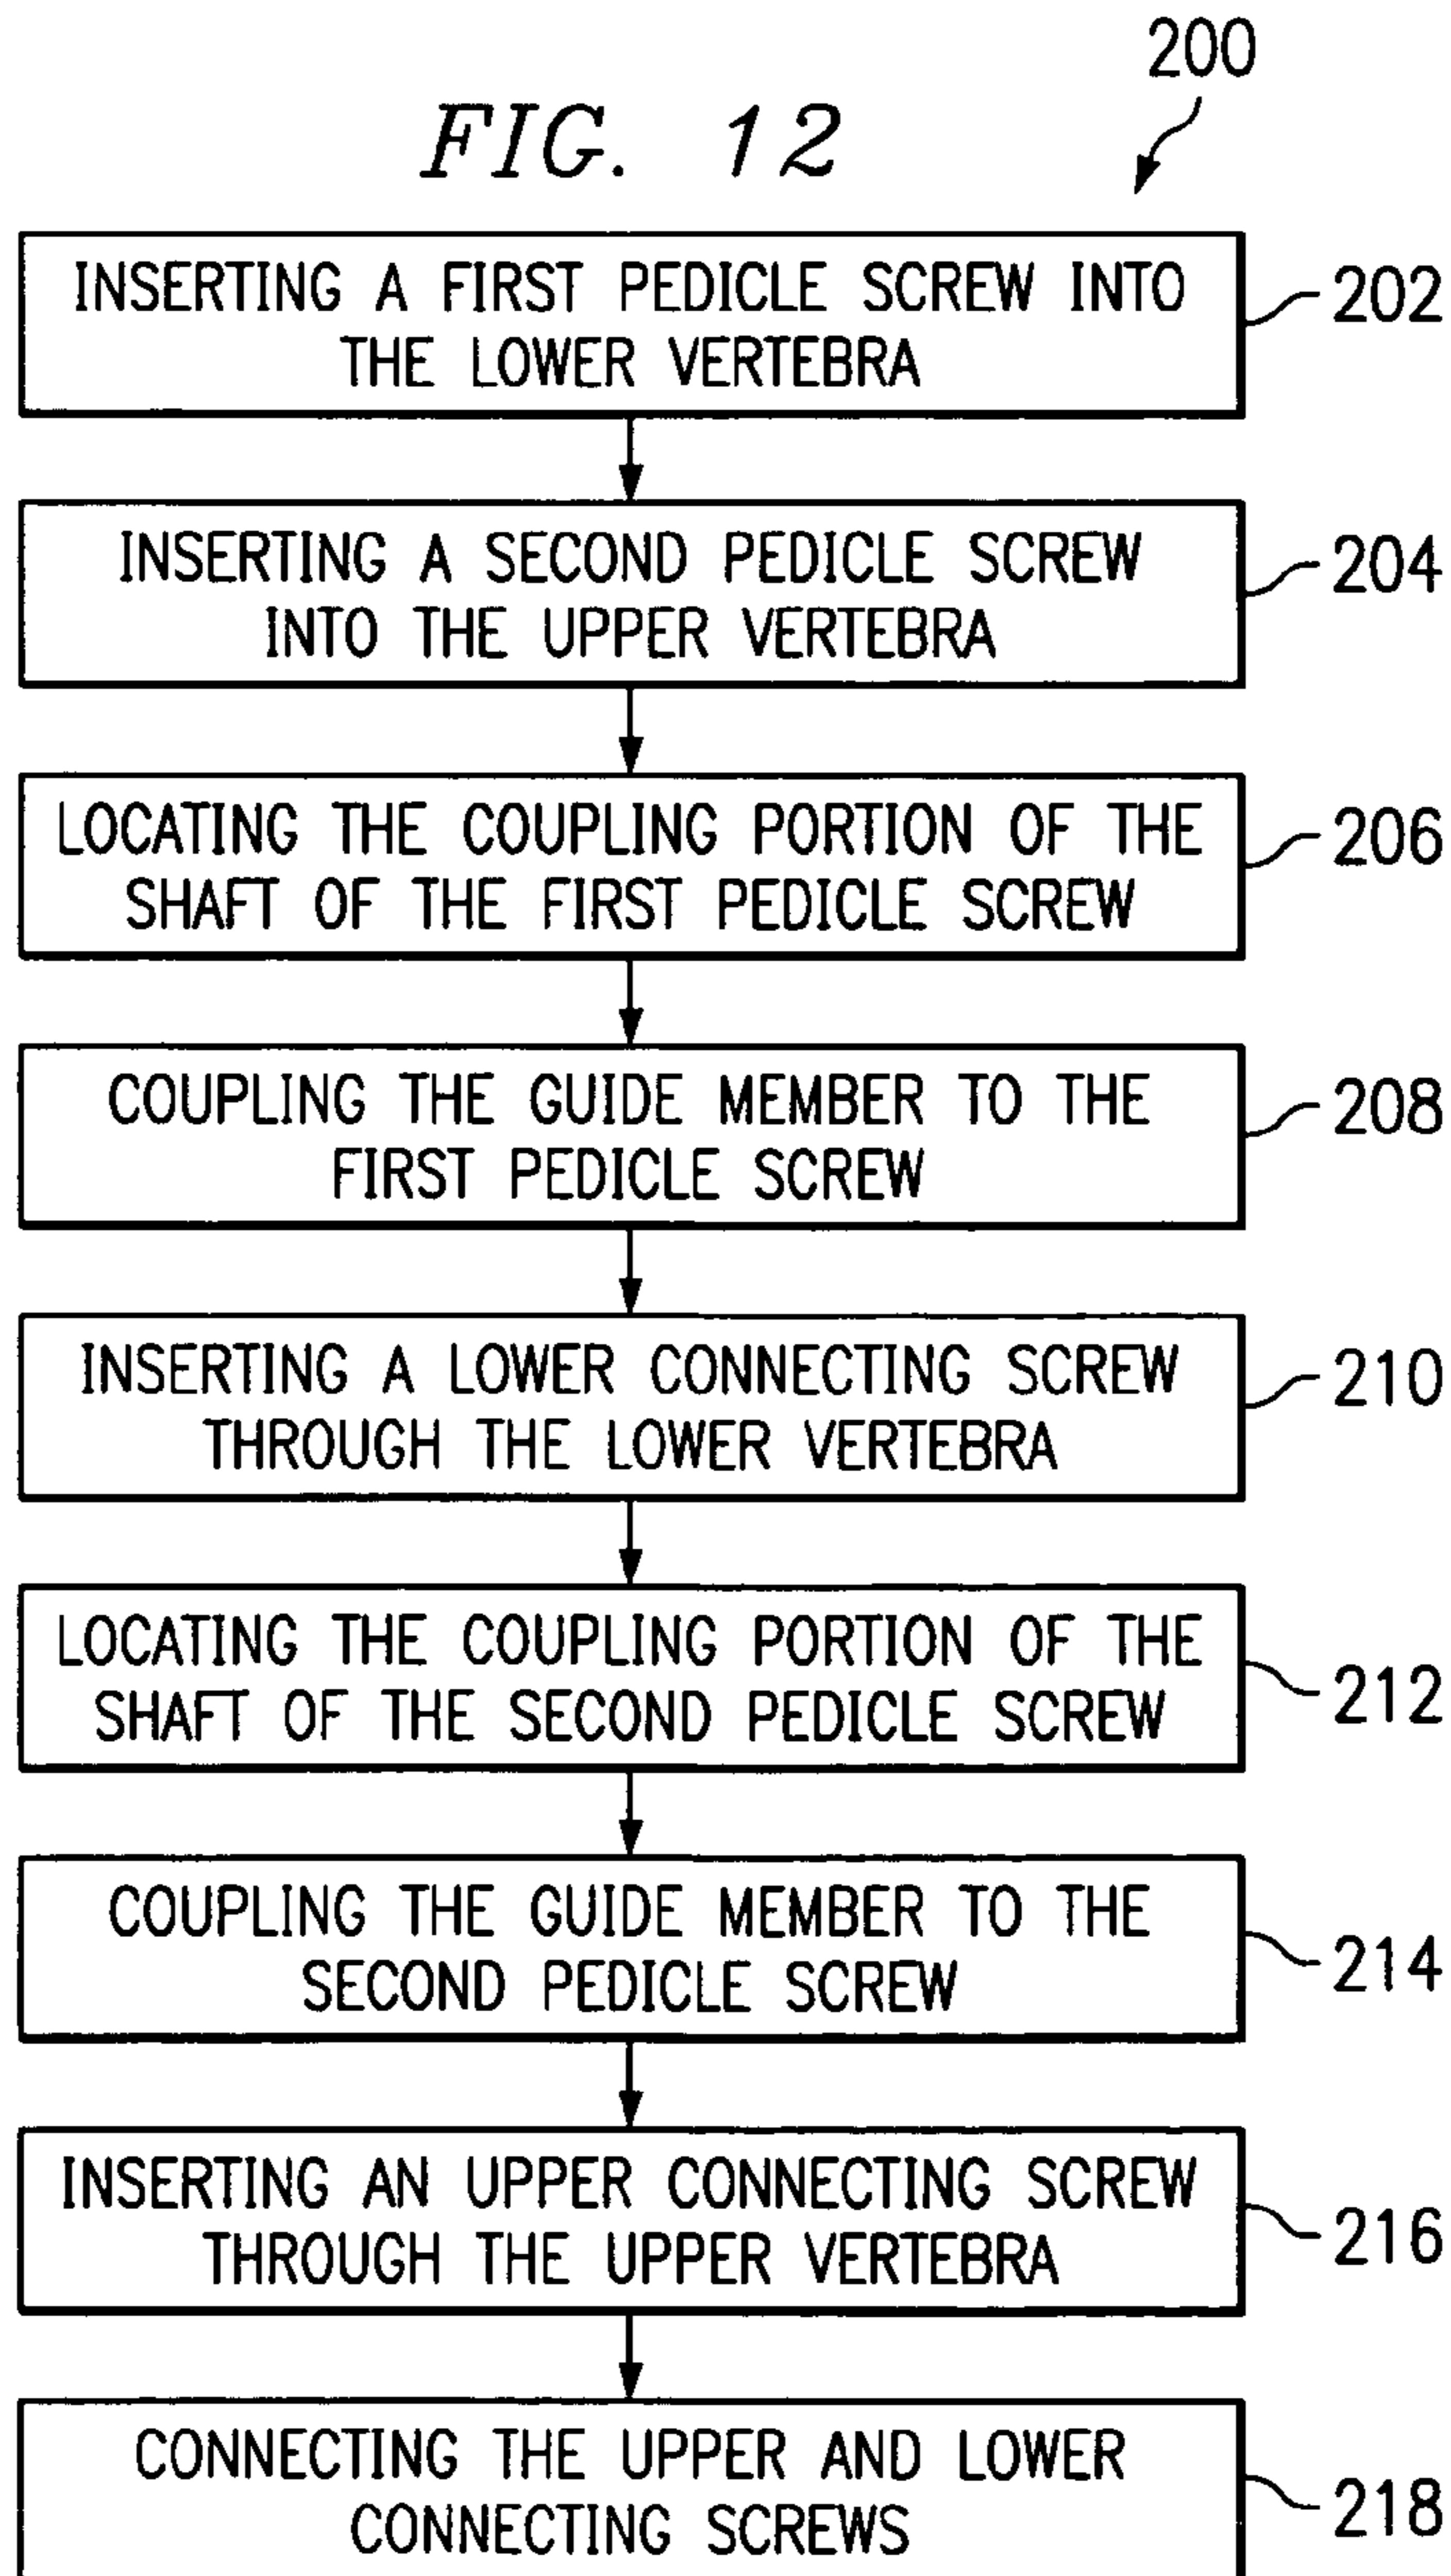 200
FIG. 12
INSERTING A FIRST PEDICLE SCREW INTO
THE LOWER VERTEBRA
202
INSERTING A SECOND PEDICLE SCREW
INTO THE UPPER VERTEBRA
204
LOCATING THE COUPLING PORTION OF THE
SHAFT OF THE FIRST PEDICLE SCREW
206
COUPLING THE GUIDE MEMBER TO THE
FIRST PEDICLE SCREW
208
INSERTING A LOWER CONNECTING SCREW
THROUGH THE LOWER VERTEBRA
210
LOCATING THE COUPLING PORTION OF THE
SHAFT OF THE SECOND PEDICLE SCREW
212
COUPLING THE GUIDE MEMBER TO THE
SECOND PEDICLE SCREW
214
INSERTING AN UPPER CONNECTING SCREW
THROUGH THE UPPER VERTEBRA
216
CONNECTING THE UPPER AND LOWER
CONNECTING SCREWS
218